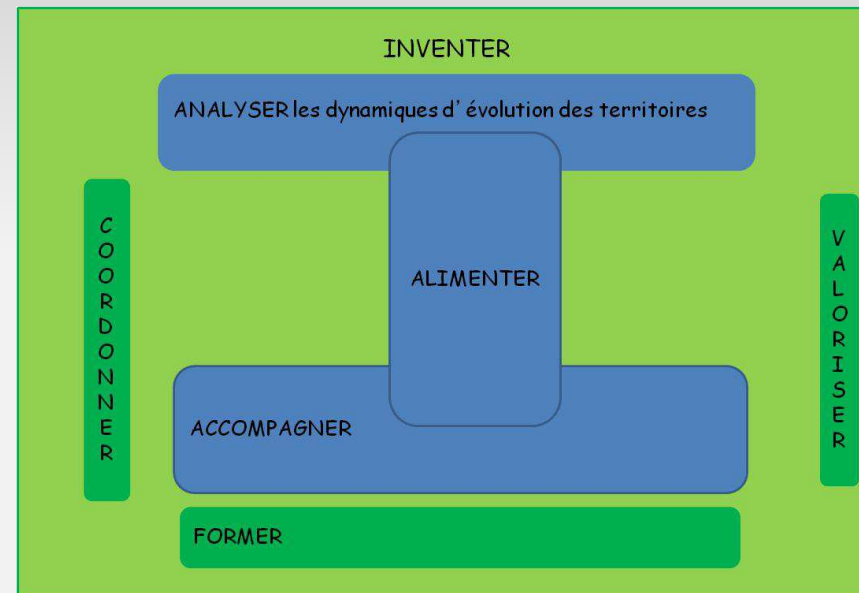 INVENTER
ANALYSER les dynamiques d' évolution des territoires
COORDONNER
ALIMENTER
VALORISER
ACCOMPAGNER
FORMER